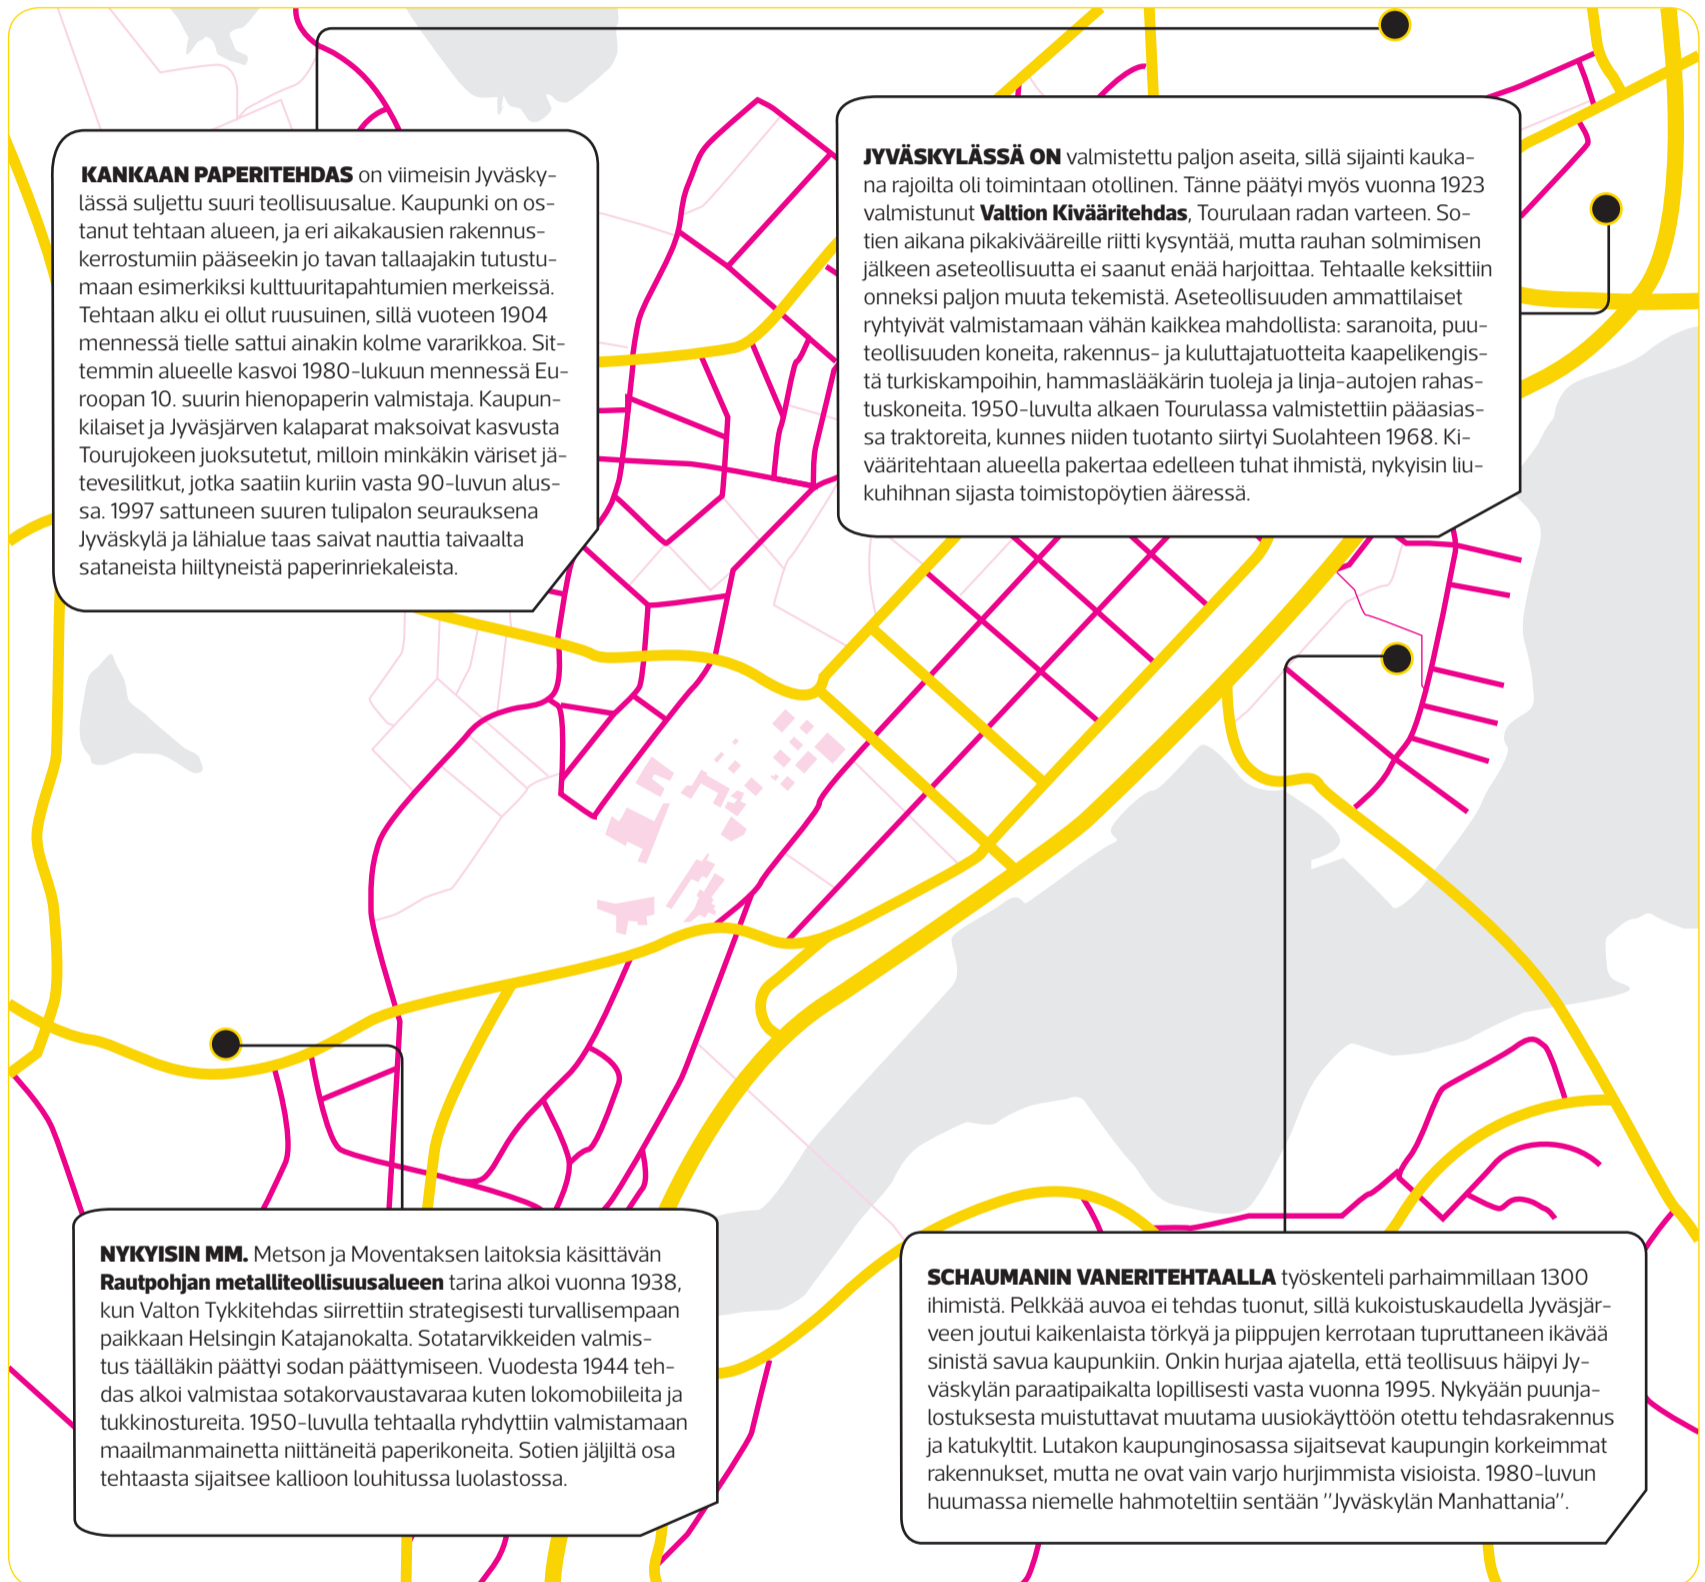 KANKAAN PAPERITEHDAS on viimeisin Jyväsky-
lässä suljettu suuri teollisuusalue. Kaupunki on os-
tanut tehtaan alueen, ja eri aikakausien rakennus-
kerrostumiin pääseekin jo tavan tallaajakin tutustu-
maan esimerkiksi kulttuuritapahtumien merkeissä.
Tehtaan alku ei ollut ruusuinen, sillä vuoteen 1904
mennessä tielle sattui ainakin kolme vararikkoa. Sit-
temmin alueelle kasvoi 1980-lukuun mennessä Eu-
roopan 10. suurin hienopaperin valmistaja. Kaupun-
kilaiset ja Jyväsjärven kalaparat maksoivat kasvusta
Tourujokeen juoksutetut, milloin minkäkin väriset jä-
tevesilitkut, jotka saatiin kuriin vasta 90-luvun alus-
sa. 1997 sattuneen suuren tulipalon seurauksena
Jyväskylä ja lähialue taas saivat nauttia taivaalta
sataneista hiiltyneistä paperinriekaleista.
JYVÄSKYLÄSSÄ ON valmistettu paljon aseita, sillä sijainti kauka-
na rajoilta oli toimintaan otollinen. Tänne päätyi myös vuonna 1923
valmistunut Valtion Kivääritehdas, Tourulaan radan varteen. So-
tien aikana pikakivääreille riitti kysyntää, mutta rauhan solmimisen
jälkeen aseteollisuutta ei saanut enää harjoittaa. Tehtaalle keksittiin
onneksi paljon muuta tekemistä. Aseteollisuuden ammattilaiset
ryhtyivät valmistamaan vähän kaikkea mahdollista: saranoita, puu-
teollisuuden koneita, rakennus- ja kuluttajatuotteita kaapelikengis-
tä turkiskampoihin, hammaslääkärin tuoleja ja linja-autojen rahas-
tuskoneita. 1950-luvulta alkaen Tourulassa valmistettiin pääasias-
sa traktoreita, kunnes niiden tuotanto siirtyi Suolahteen 1968. Ki-
vääritehtaan alueella pakertaa edelleen tuhat ihmistä, nykyisin liu-
kuhihnan sijasta toimistopöytien ääressä.
NYKYISIN MM. Metson ja Moventaksen laitoksia käsittävän
Rautpohjan metalliteollisuusalueen tarina alkoi vuonna 1938,
kun Valton Tykkitehdas siirrettiin strategisesti turvallisempaan
paikkaan Helsingin Katajanokalta. Sotatarvikkeiden valmis-
tus täälläkin päättyi sodan päättymiseen. Vuodesta 1944 teh-
das alkoi valmistaa sotakorvaustavaraa kuten lokomobiileita ja
tukkinostureita. 1950-luvulla tehtaalla ryhdyttiin valmistamaan
maailmanmainetta niittäneitä paperikoneita. Sotien jäljiltä osa
tehtaasta sijaitsee kallioon louhitussa luolastossa.
SCHAUMANIN VANERITEHTAALLA työskenteli parhaimmillaan 1300
ihimistä. Pelkkää auvoa ei tehdas tuonut, sillä kukoistuskaudella Jyväsjär-
veen joutui kaikenlaista törkyä ja piippujen kerrotaan tupruttaneen ikävää
sinistä savua kaupunkiin. Onkin hurjaa ajatella, että teollisuus häipyi Jy-
väskylän paraatipaikalta lopillisesti vasta vuonna 1995. Nykyään puunja-
lostuksesta muistuttavat muutama uusiokäyttöön otettu tehdasrakennus
ja katukyltit. Lutakon kaupunginosassa sijaitsevat kaupungin korkeimmat
rakennukset, mutta ne ovat vain varjo hurjimmista visioista. 1980-luvun
huumassa niemelle hahmoteltiin sentään ”Jyväskylän Manhattania”.